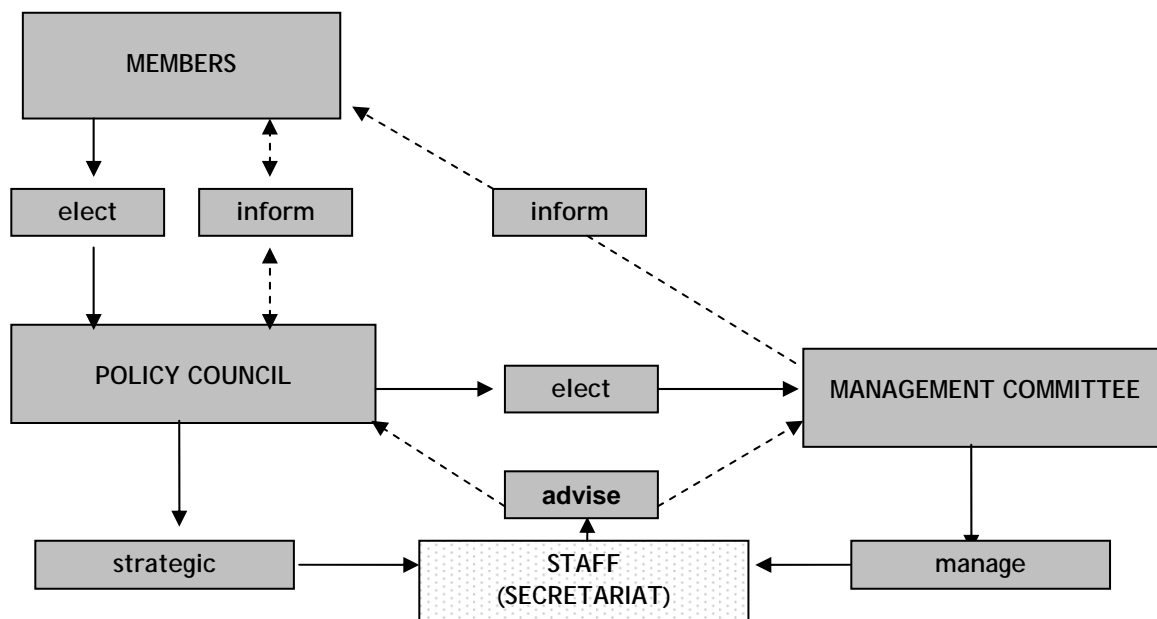 MEMBERS
elect
inform
inform
POLICY COUNCIL
elect
MANAGEMENT COMMITTEE
advise
strategic
STAFF
(SECRETARIAT)
manage